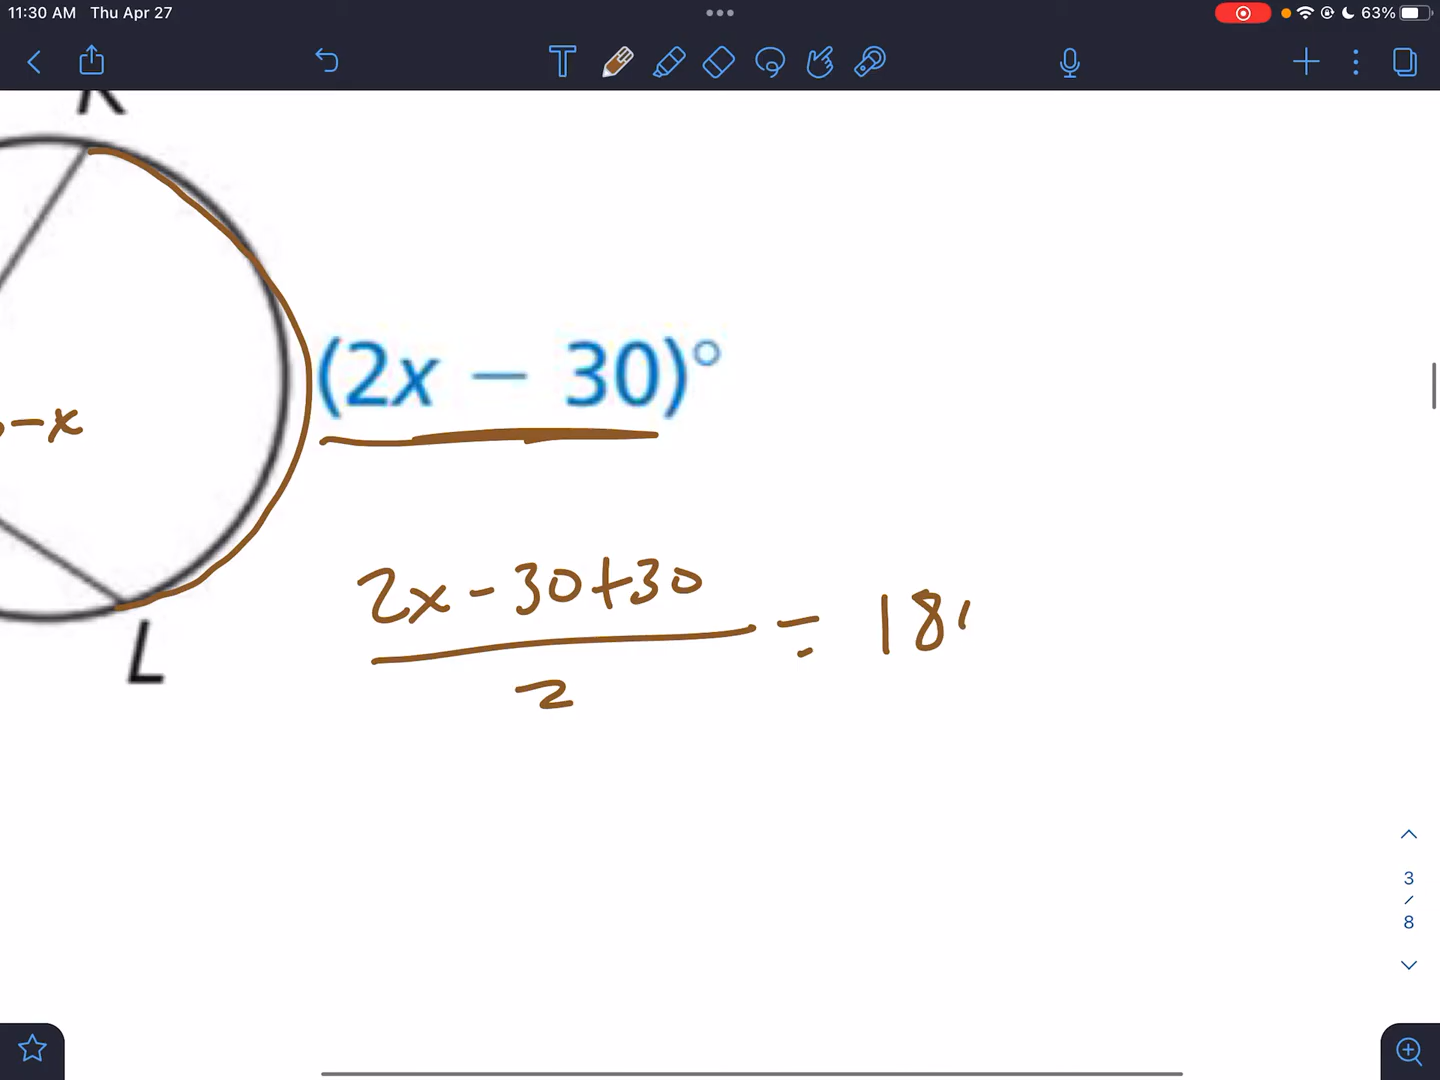 11:30 AM Thu Apr 27
63%
T
K
(2x − 30)°
-x
2x - 30 + 30
2
= 18
L
3
/
8